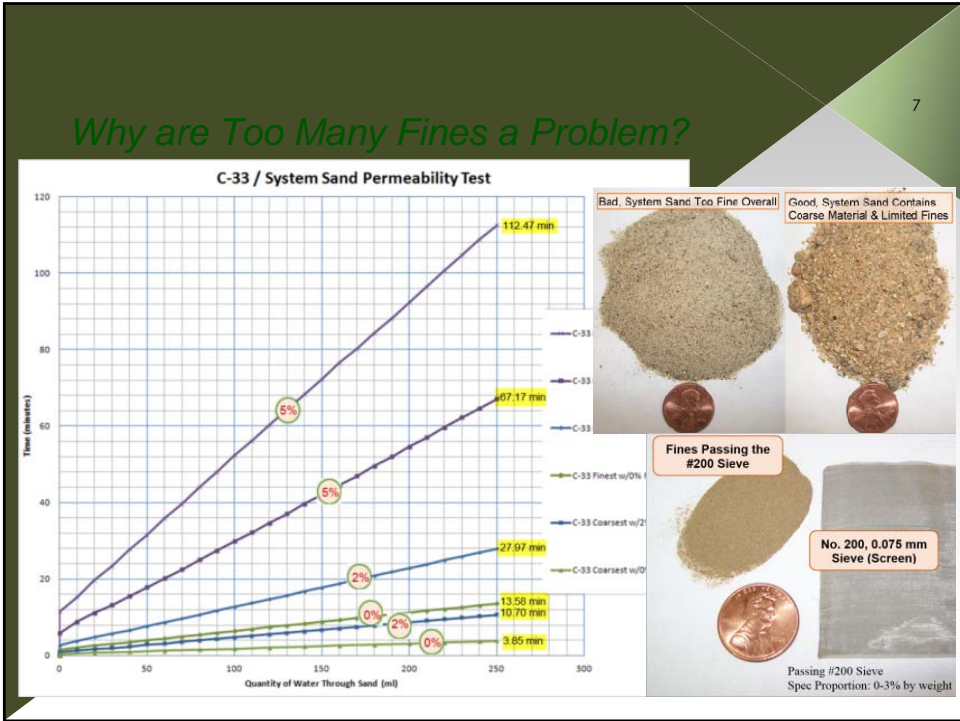 7
Why are Too Many Fines a Problem?
C-33 / System Sand Permeability Test
120
100
80
60
40
20
0
Time (minutes)
0
50
100
150
200
250
300
Quantity of Water Through Sand (ml)
112.47 min
67.17 min
27.97 min
13.58 min
10.70 min
3.85 min
5%
5%
2%
0%
2%
0%
C-33
C-33
C-33
C-33 Finest w/0%
C-33 Coarsest w/2
C-33 Coarsest w/0
Bad, System Sand Too Fine Overall
Good, System Sand Contains
Coarse Material & Limited Fines
Fines Passing the
#200 Sieve
No. 200, 0.075 mm
Sieve (Screen)
Passing #200 Sieve
Spec Proportion: 0-3% by weight